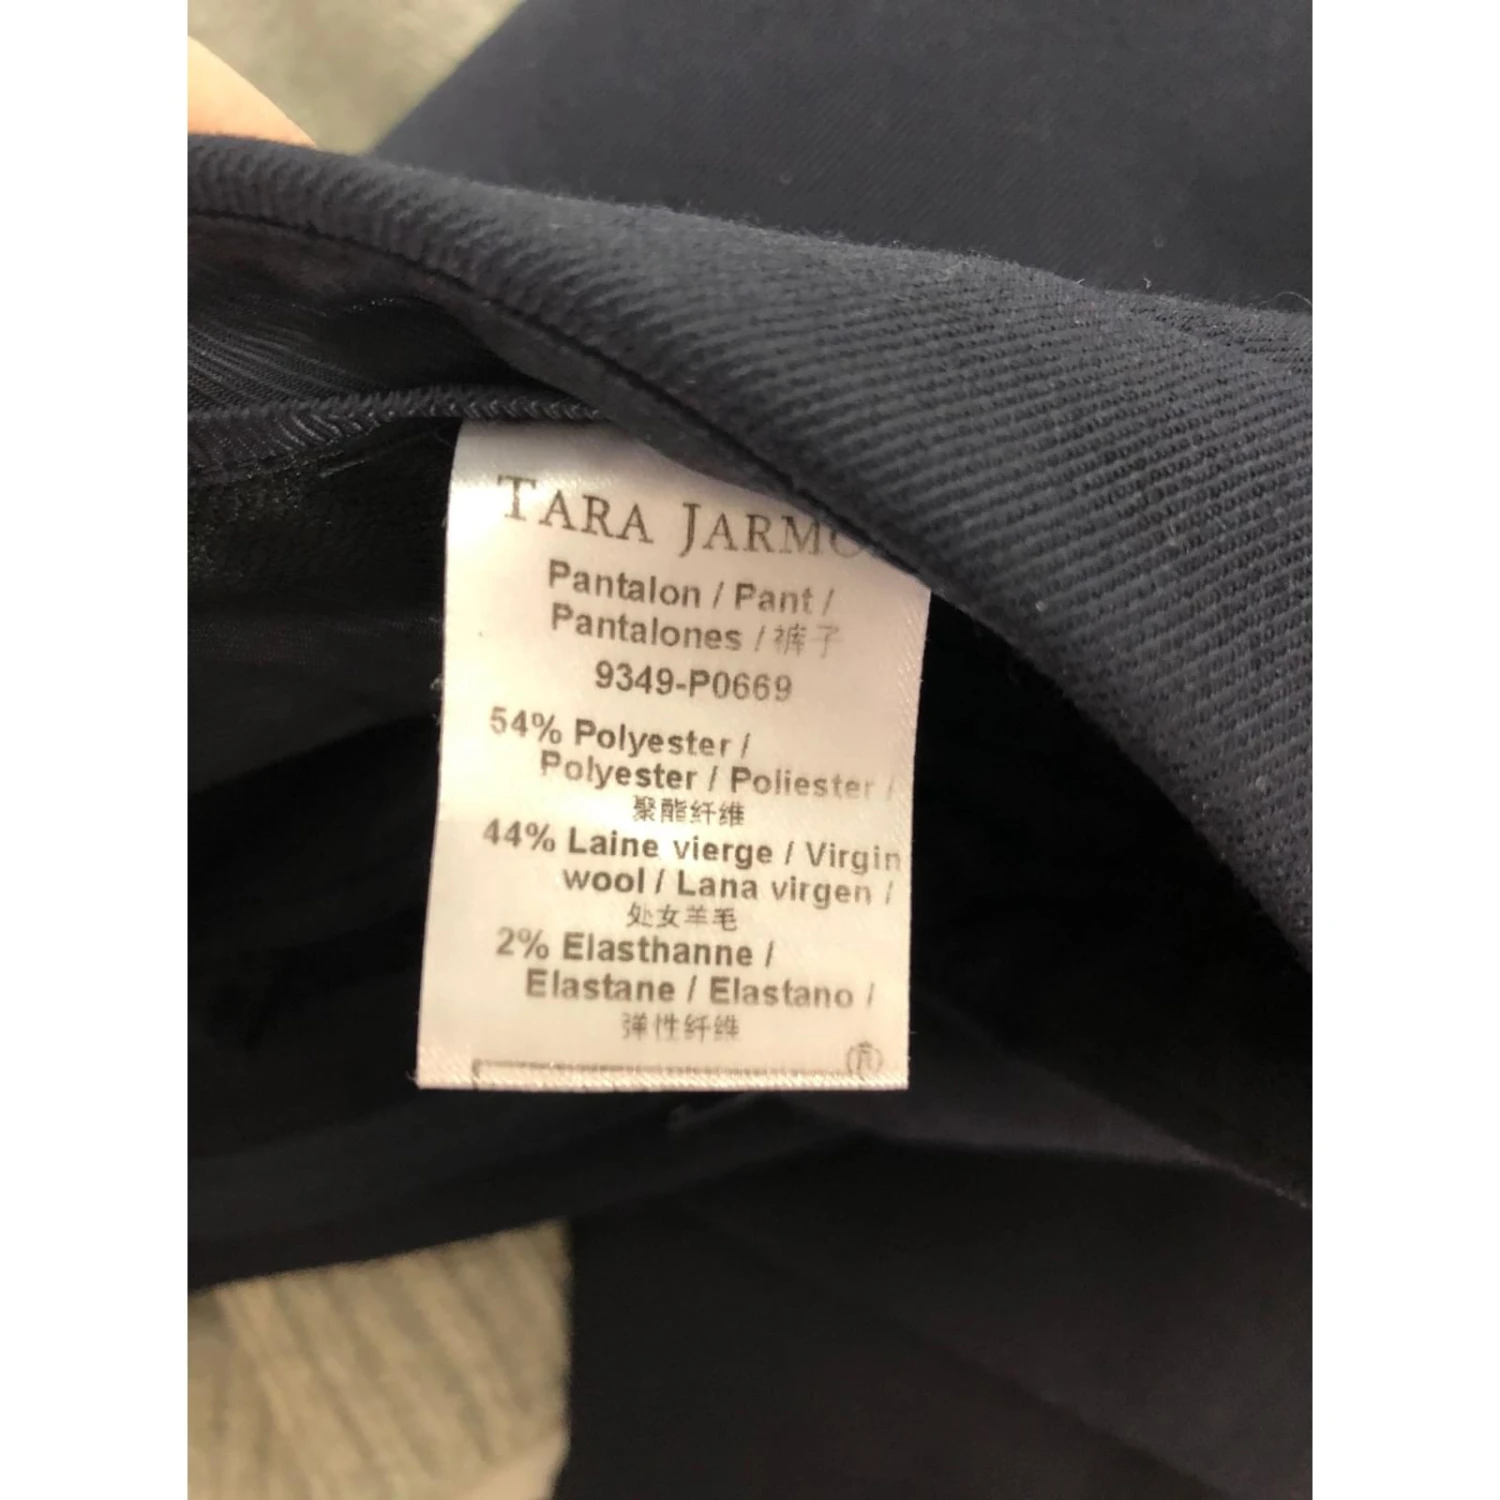 TARA JARMO
Pantalon / Pant /
Pantalones / 裤子
9349-P0669
54% Polyester /
Polyester / Poliester /
聚酯纤维
44% Laine vierge / Virgin
wool / Lana virgen /
处女羊毛
2% Elasthanne /
Elastane / Elastano /
弹性纤维